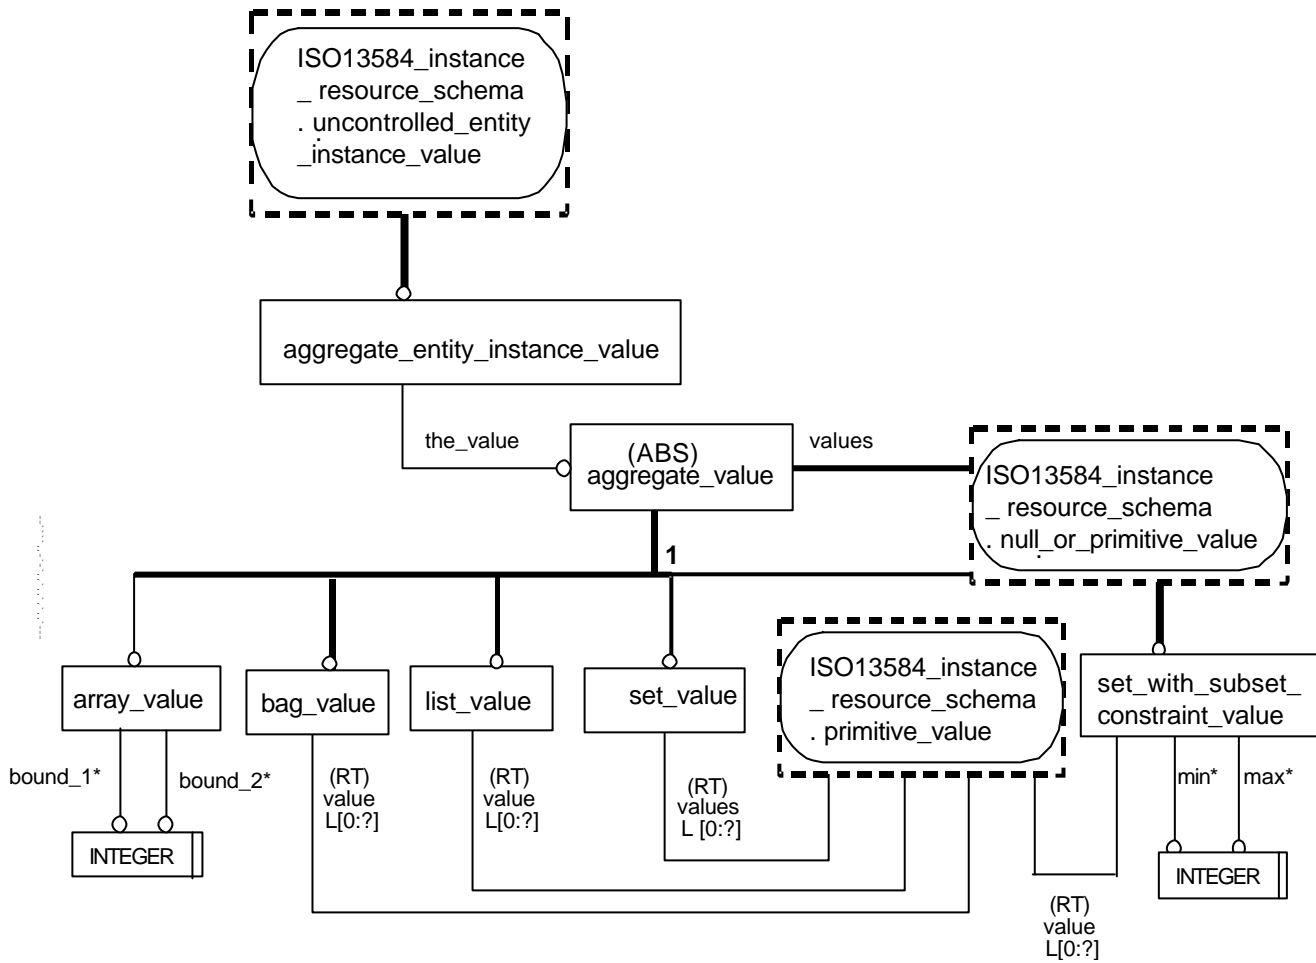 ISO13584_instance
_ resource_schema
. uncontrolled_entity
_instance_value
aggregate_entity_instance_value
the_value
(ABS)
aggregate_value
values
ISO13584_instance
_ resource_schema
. null_or_primitive_value
1
array_value
bag_value
list_value
set_value
ISO13584_instance
_ resource_schema
. primitive_value
set_with_subset_
constraint_value
bound_1*
bound_2*
(RT)
value
L[0:?]
(RT)
value
L[0:?]
(RT)
values
L [0:?]
min*
max*
INTEGER
INTEGER
(RT)
value
L[0:?]